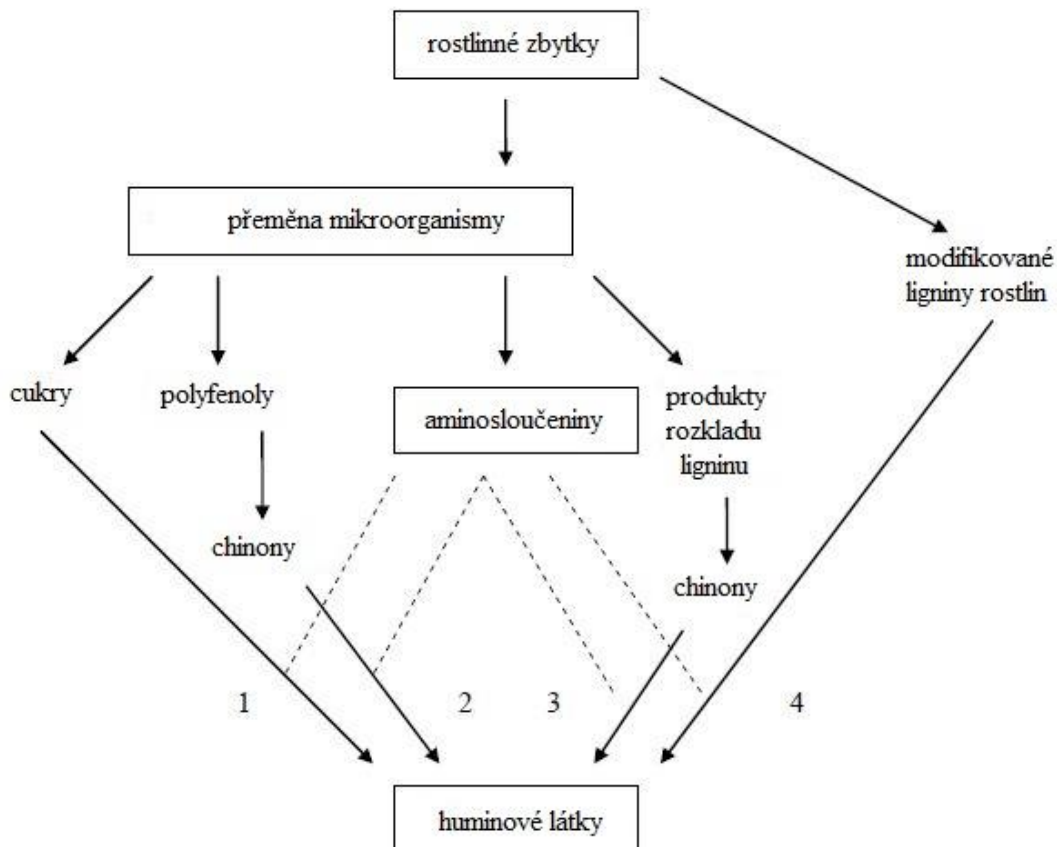 rostlinné zbytky
přeměna mikroorganismy
modifikované
ligniny rostlin
cukry
polyfenoly
aminosloučeniny
produkty
rozkladu
ligninu
chinony
chinony
1
2
3
4
huminové látky